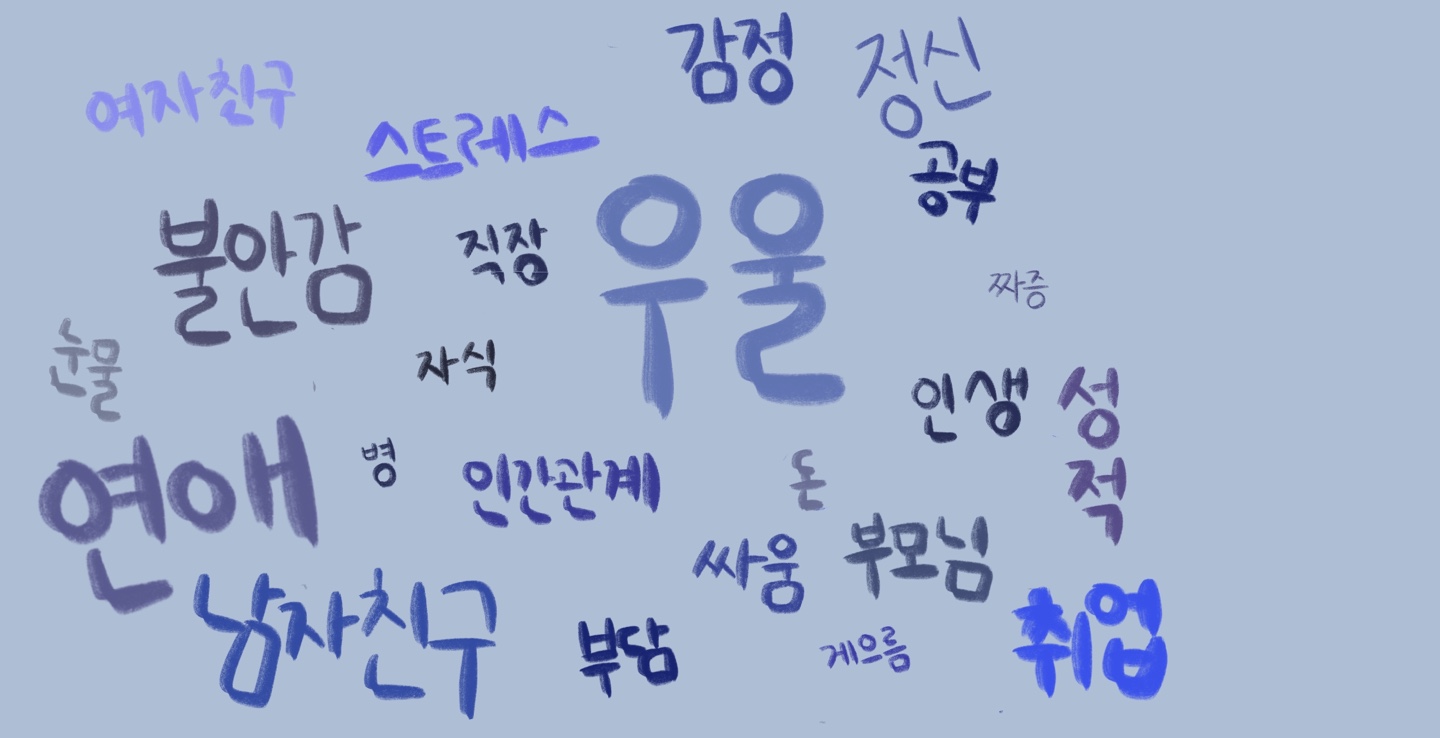 감정
정신
여자친구
스트레스
공부
우울
불안감
직장
짜증
눈물
자식
인생
성적
연애
병
인간관계
돈
싸움
부모님
남자친구
부담
게으름
취업